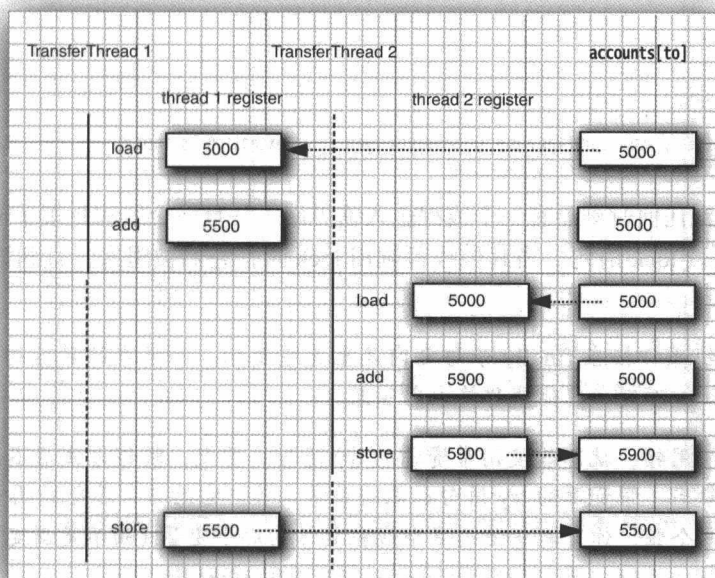 TransferThread 1 TransferThread 2 accounts[to]
thread 1 register thread 2 register
load 5000 5000
add 5500 5000
load 5000 5000
add 5900 5000
store 5900 5900
store 5500 5500